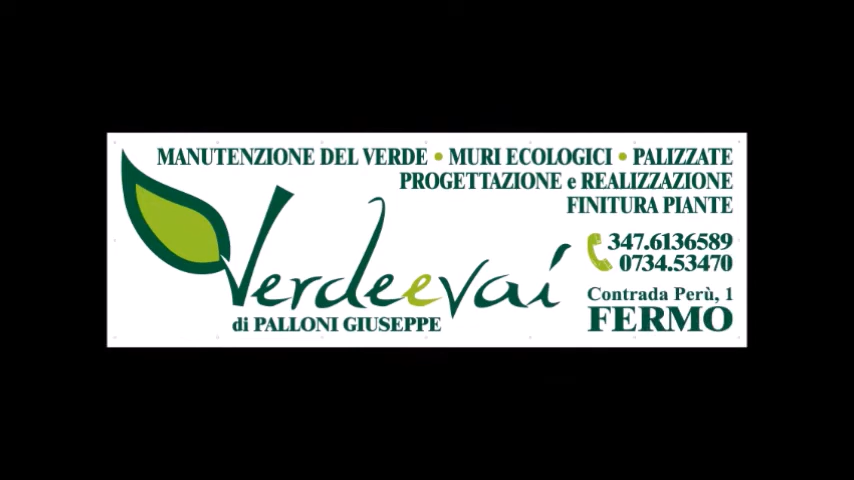 MANUTENZIONE DEL VERDE • MURI ECOLOGICI • PALIZZATE
PROGETTAZIONE e REALIZZAZIONE
FINITURA PIANTE
Verdeevai
di PALLONI GIUSEPPE
347.6136589
0734.53470
Contrada Perù, 1
FERMO